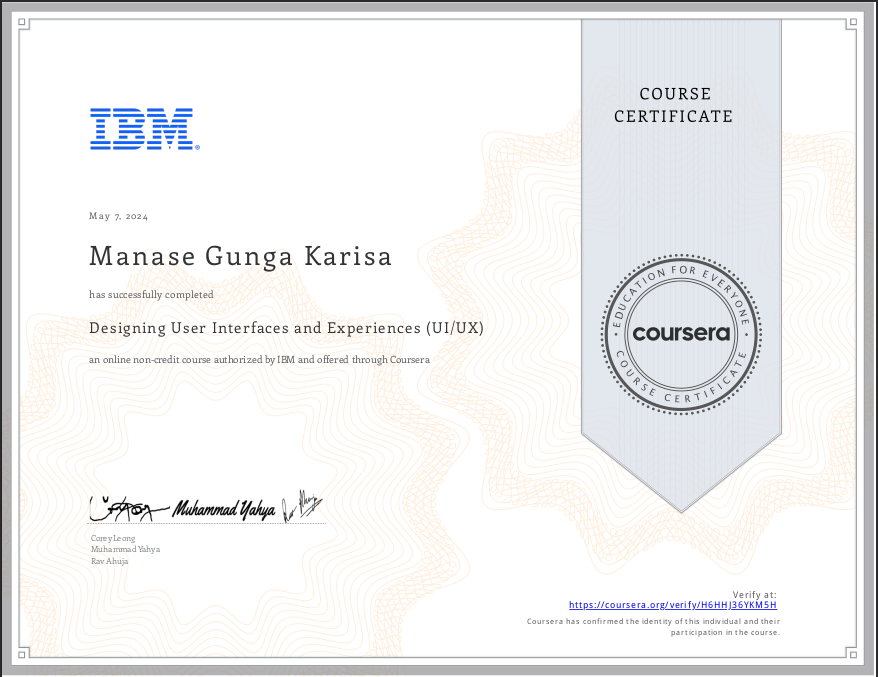 COURSE
CERTIFICATE
IBM®
May 7, 2024
Manase Gunga Karisa
has successfully completed
Designing User Interfaces and Experiences (UI/UX)
an online non-credit course authorized by IBM and offered through Coursera
EDUCATION FOR EVERYONE
coursera
COURSE CERTIFICATE
Muhammad Yahya
Corey Leong
Muhammad Yahya
Rav Ahuja
Verify at:
https://coursera.org/verify/H6HHJ36YKM5H
Coursera has confirmed the identity of this individual and their
participation in the course.